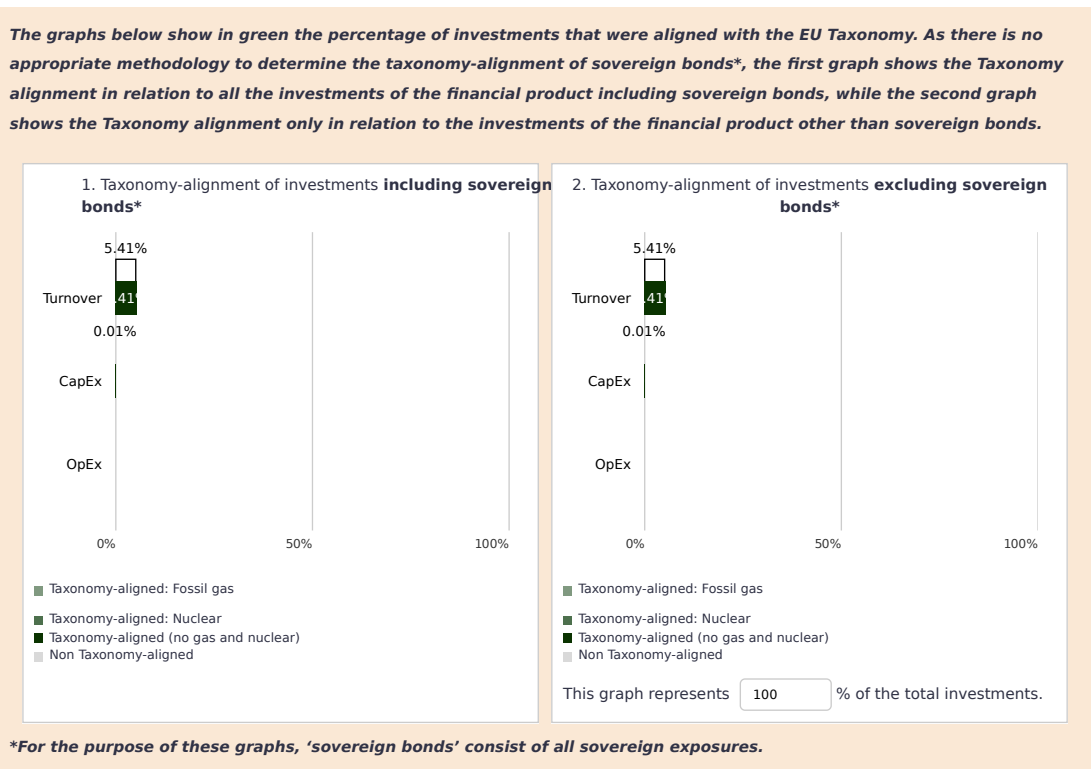 The graphs below show in green the percentage of investments that were aligned with the EU Taxonomy. As there is no
appropriate methodology to determine the taxonomy-alignment of sovereign bonds*, the first graph shows the Taxonomy
alignment in relation to all the investments of the financial product including sovereign bonds, while the second graph
shows the Taxonomy alignment only in relation to the investments of the financial product other than sovereign bonds.
1. Taxonomy-alignment of investments including sovereign
bonds*
5.41%
Turnover
.41
0.01%
CapEx
OpEx
0% 50% 100%
Taxonomy-aligned: Fossil gas
Taxonomy-aligned: Nuclear
Taxonomy-aligned (no gas and nuclear)
Non Taxonomy-aligned
2. Taxonomy-alignment of investments excluding sovereign
bonds*
5.41%
Turnover
.41
0.01%
CapEx
OpEx
0% 50% 100%
Taxonomy-aligned: Fossil gas
Taxonomy-aligned: Nuclear
Taxonomy-aligned (no gas and nuclear)
Non Taxonomy-aligned
This graph represents 100 % of the total investments.
*For the purpose of these graphs, ‘sovereign bonds’ consist of all sovereign exposures.